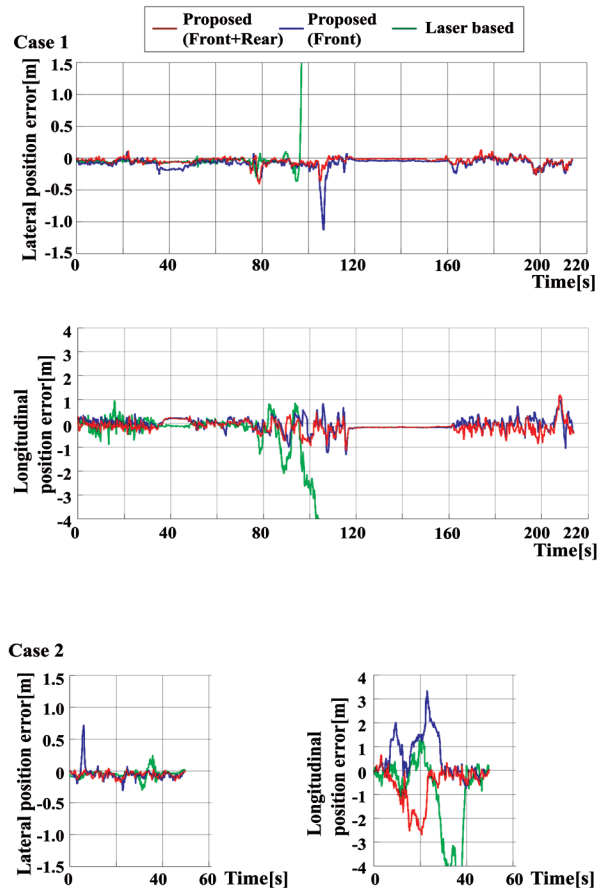 Proposed (Front+Rear)
Proposed (Front)
Laser based
Case 1
Lateral position error[m]
1.5
1.0
0.5
0
-0.5
-1.0
-1.5
0 40 80 120 160 200 220
Time[s]
Longitudinal
position error[m]
4
3
2
1
0
-1
-2
-3
-4
0 40 80 120 160 200 220
Time[s]
Case 2
Lateral position error[m]
1.5
1.0
0.5
0
-0.5
-1.0
1.5
0 40 60
Time[s]
Longitudinal
position error[m]
4
3
2
1
0
-1
-2
-3
-4
0 40 60
Time[s]